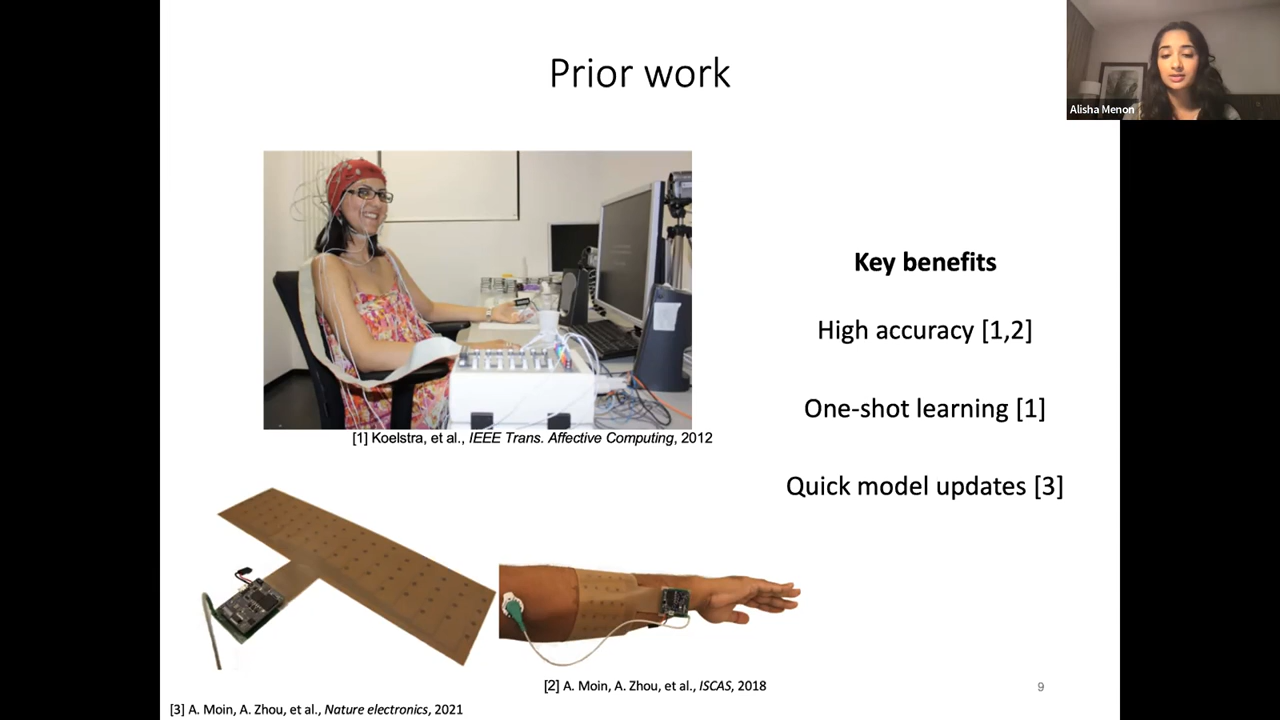 Prior work
Alisha Menon
Key benefits
High accuracy [1,2]
One-shot learning [1]
Quick model updates [3]
[1] Koelstra, et al., IEEE Trans. Affective Computing, 2012
[2] A. Moin, A. Zhou, et al., ISCAS, 2018
9
[3] A. Moin, A. Zhou, et al., Nature electronics, 2021